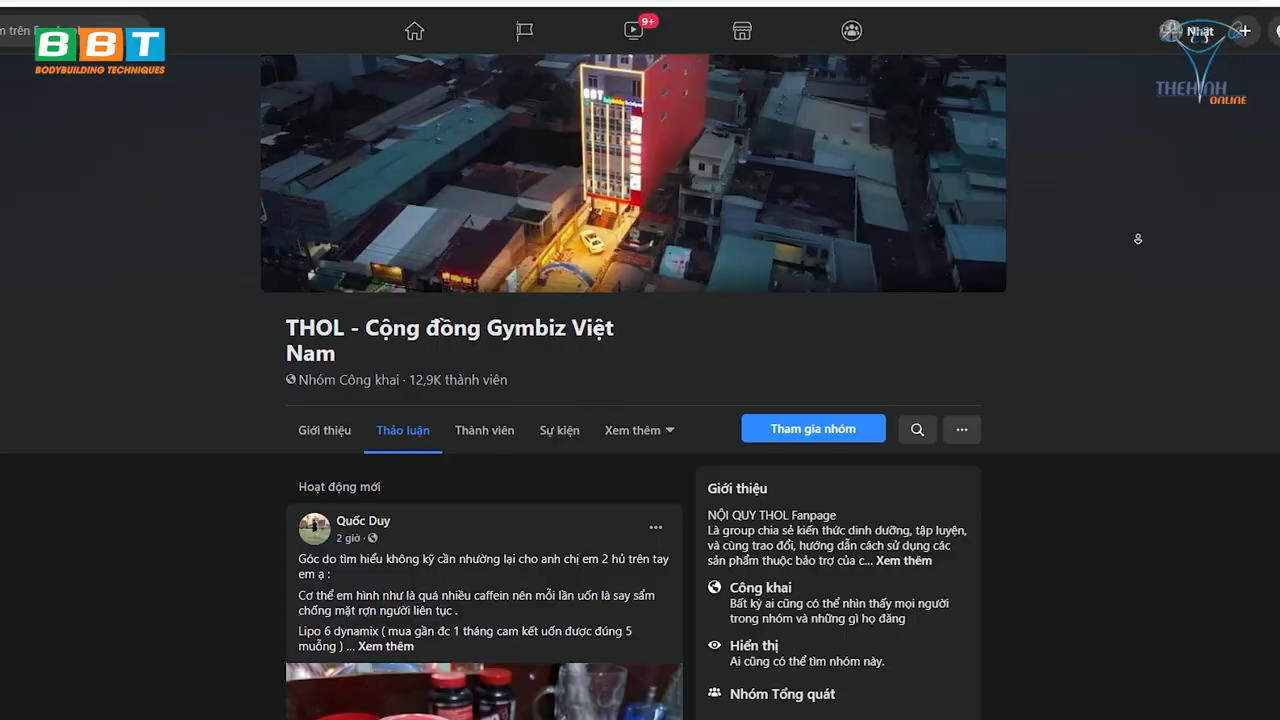 BBT
BODYBUILDING TECHNIQUES
9+
Nhat
THEHINH
ONLINE
BBT
THOL - Cộng đồng Gymbiz Việt
Nam
Nhóm Công khai · 12,9K thành viên
Giới thiệu
Thảo luận
Thành viên
Sự kiện
Xem thêm
Tham gia nhóm
Hoạt động mới
Quốc Duy
2 giờ ·
Góc do tìm hiểu không kỹ cần nhường lại cho anh chị em 2 hủ trên tay
em ạ :
Cơ thể em hình như là quá nhiều caffein nên mỗi lần uốn là say sẩm
chống mặt rợn người liên tục .
Lipo 6 dynamix ( mua gần đc 1 tháng cam kết uốn được đúng 5
muỗng ) ... Xem thêm
Giới thiệu
NỘI QUY THOL Fanpage
Là group chia sẻ kiến thức dinh dưỡng, tập luyện,
và cùng trao đổi, hướng dẫn cách sử dụng các
sản phẩm thuộc bảo trợ của c... Xem thêm
Công khai
Bất kỳ ai cũng có thể nhìn thấy mọi người
trong nhóm và những gì họ đăng
Hiển thị
Ai cũng có thể tìm nhóm này.
Nhóm Tổng quát